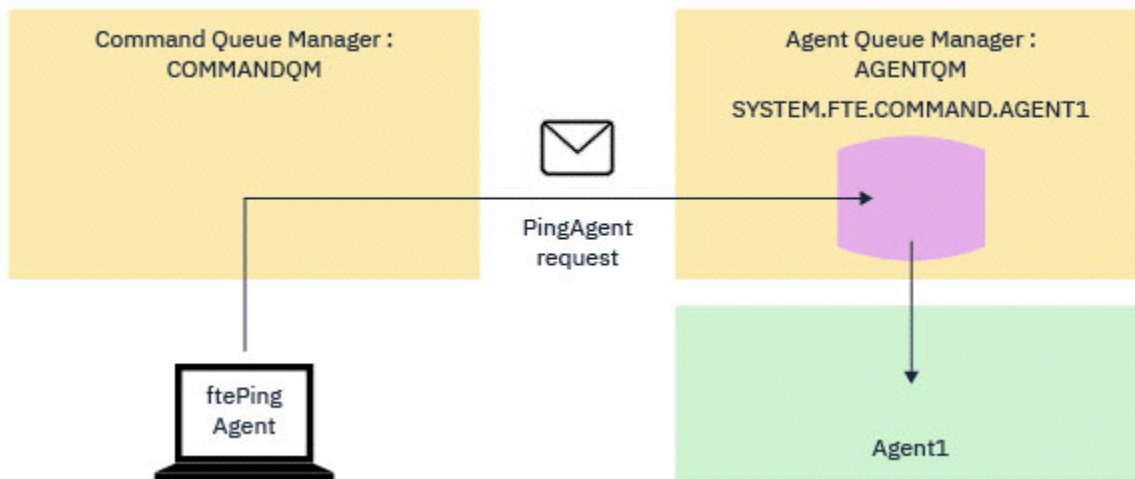 Command Queue Manager :
COMMANDQM
Agent Queue Manager :
AGENTQM
SYSTEM.FTE.COMMAND.AGENT1
PingAgent
request
ftePing
Agent
Agent1